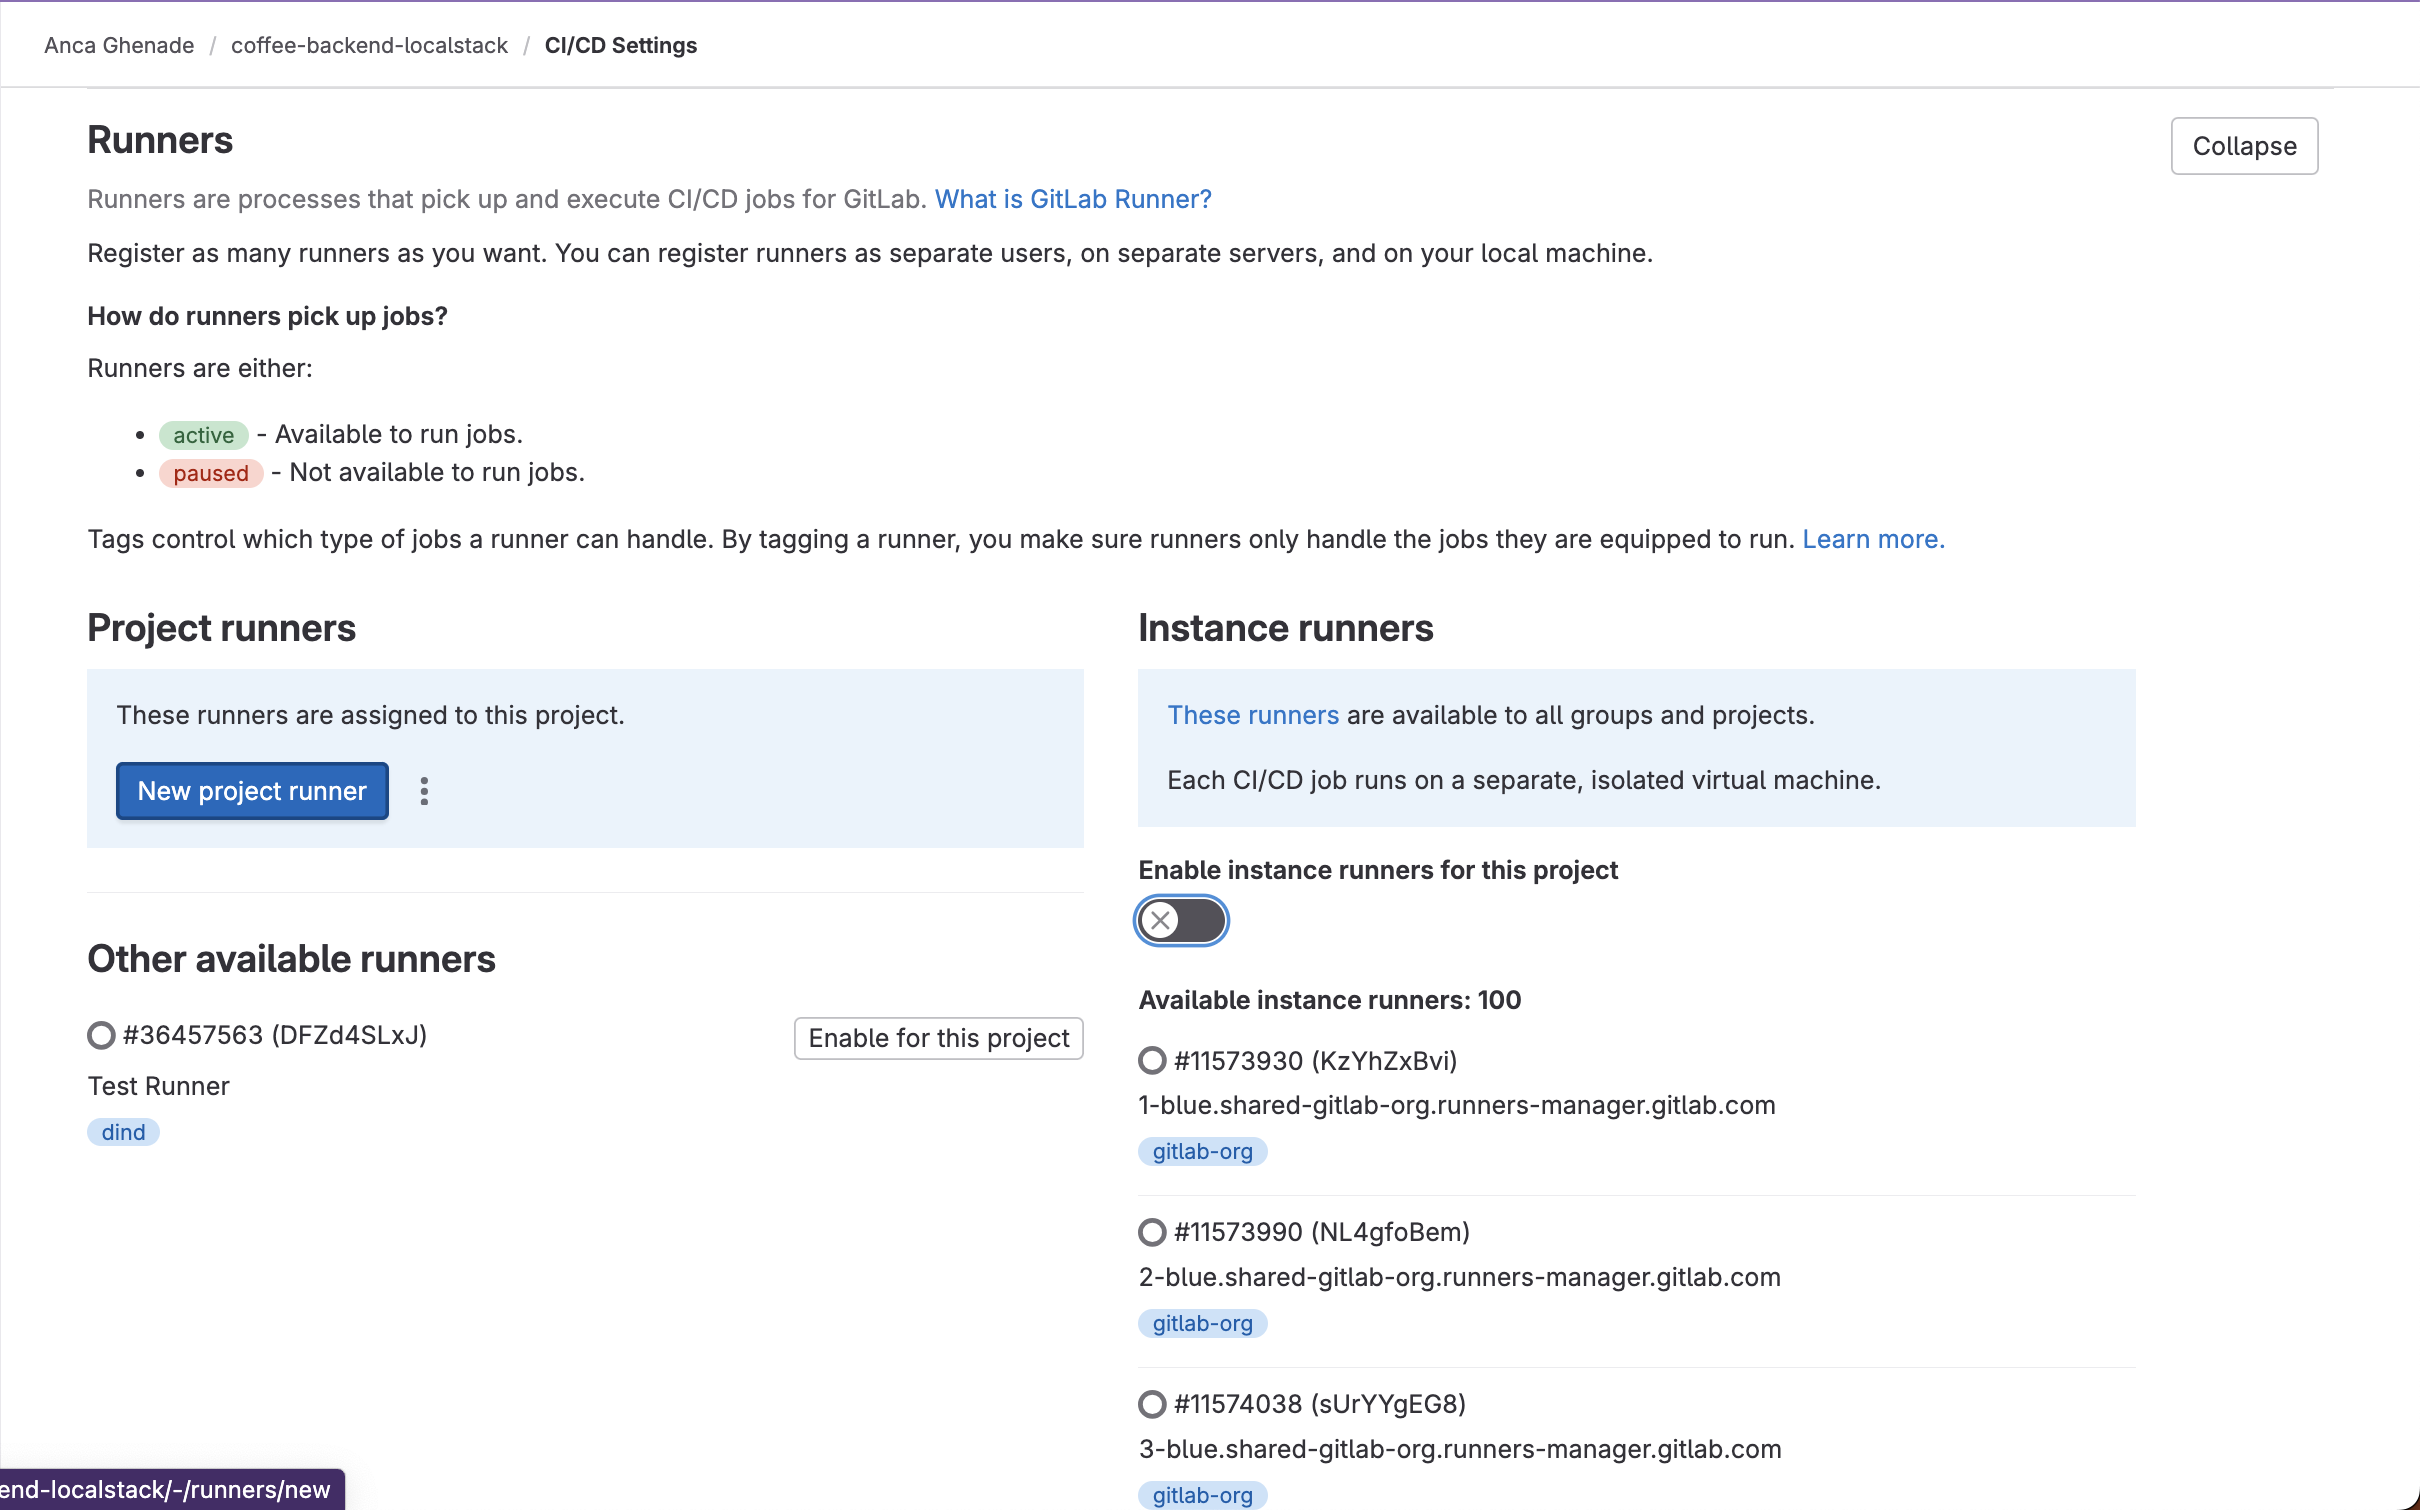 Anca Ghenade / coffee-backend-localstack / CI/CD Settings
Runners
Collapse
Runners are processes that pick up and execute CI/CD jobs for GitLab. What is GitLab Runner?
Register as many runners as you want. You can register runners as separate users, on separate servers, and on your local machine.
How do runners pick up jobs?
Runners are either:
• active - Available to run jobs.
• paused - Not available to run jobs.
Tags control which type of jobs a runner can handle. By tagging a runner, you make sure runners only handle the jobs they are equipped to run. Learn more.
Project runners
These runners are assigned to this project.
New project runner
Other available runners
#36457563 (DFZd4SLxJ)
Enable for this project
Test Runner
dind
Instance runners
These runners are available to all groups and projects.
Each CI/CD job runs on a separate, isolated virtual machine.
Enable instance runners for this project
Available instance runners: 100
#11573930 (KzYhZxBvi)
1-blue.shared-gitlab-org.runners-manager.gitlab.com
gitlab-org
#11573990 (NL4gfoBem)
2-blue.shared-gitlab-org.runners-manager.gitlab.com
gitlab-org
#11574038 (sUrYYgEG8)
3-blue.shared-gitlab-org.runners-manager.gitlab.com
gitlab-org
end-localstack/-/runners/new